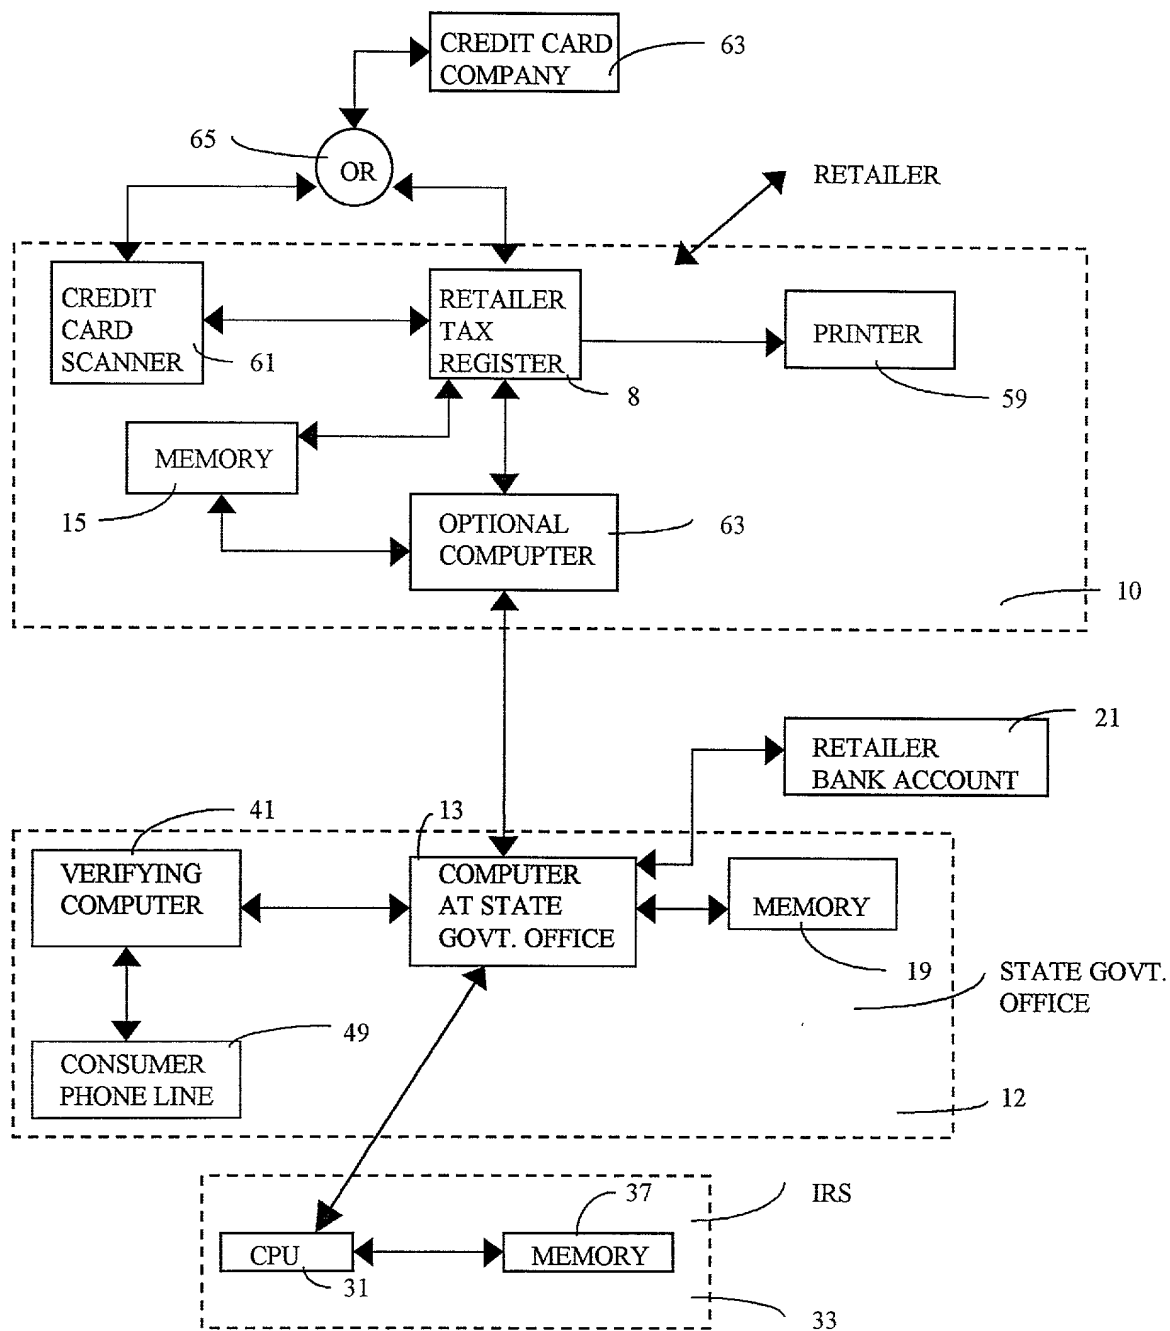 CREDIT CARD
COMPANY
63
65
OR
RETAILER
CREDIT
CARD
SCANNER
61
RETAILER
TAX
REGISTER
8
PRINTER
59
MEMORY
15
OPTIONAL
COMPUPTER
63
10
21
RETAILER
BANK ACCOUNT
41
13
VERIFYING
COMPUTER
COMPUTER
AT STATE
GOVT. OFFICE
MEMORY
19
STATE GOVT.
OFFICE
49
CONSUMER
PHONE LINE
12
37
IRS
CPU
31
MEMORY
33